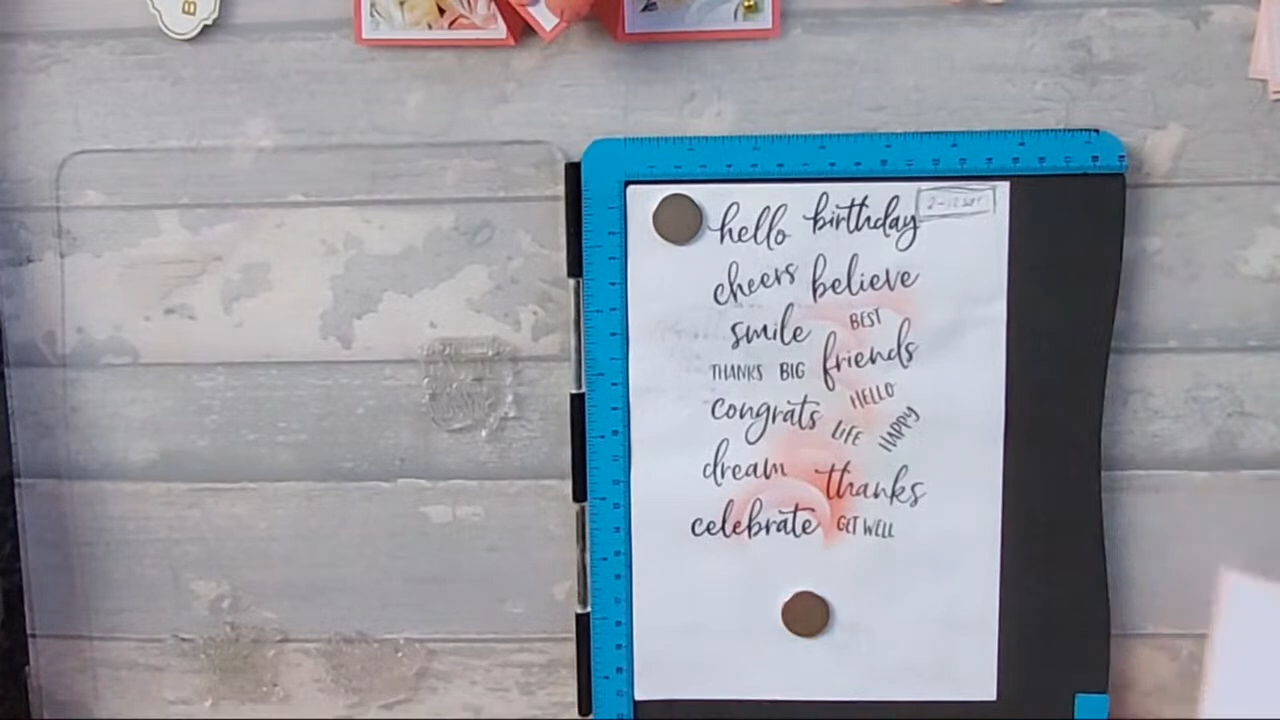 hello birthday
cheers believe
smile BEST
friends
THANKS BIG
HELLO
congrats
LIFE HAPPY
dream thanks
celebrate GET WELL